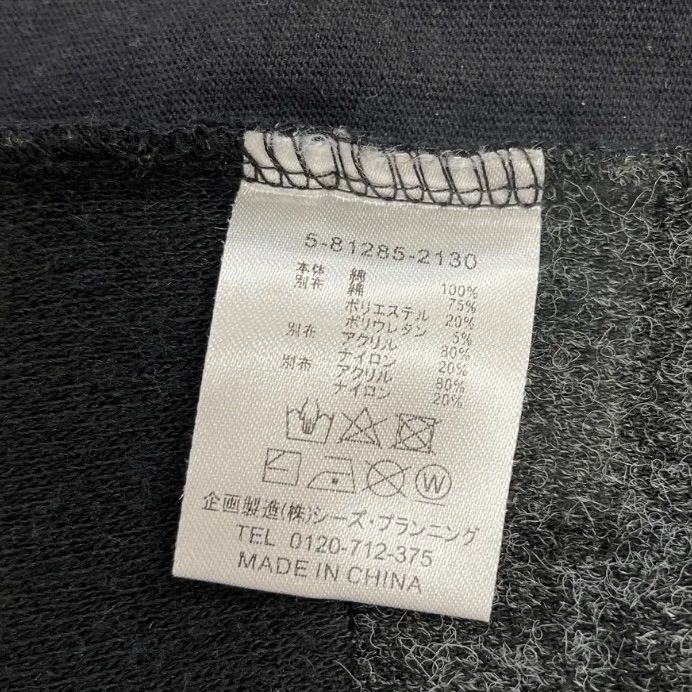 5-81285-2130
本体 綿 100%
別布 綿 75%
ポリエステル 20%
ポリウレタン 5%
別布 アクリル 80%
ナイロン 20%
別布 アクリル 80%
ナイロン 20%
W
企画製造(株)シーズ・プランニング
TEL 0120-712-375
MADE IN CHINA